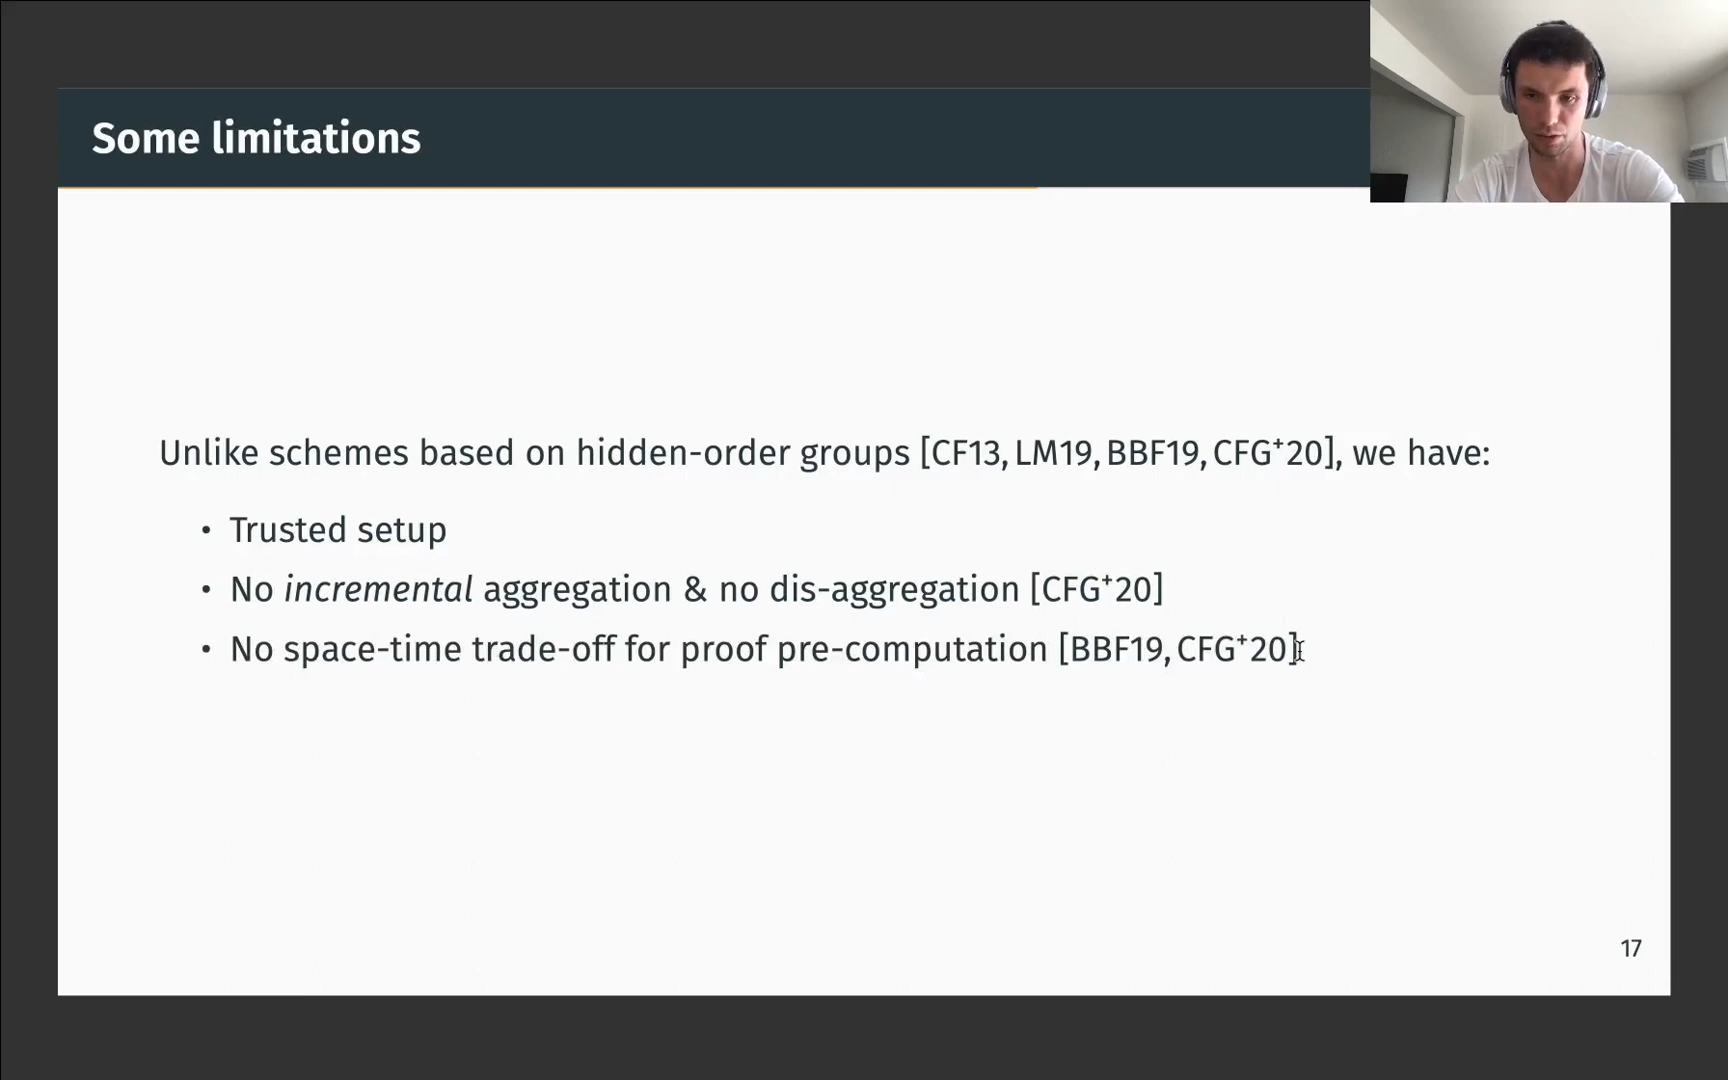 Some limitations
Unlike schemes based on hidden-order groups [CF13, LM19, BBF19, CFG⁺20], we have:
• Trusted setup
• No incremental aggregation & no dis-aggregation [CFG⁺20]
• No space-time trade-off for proof pre-computation [BBF19, CFG⁺20]
17